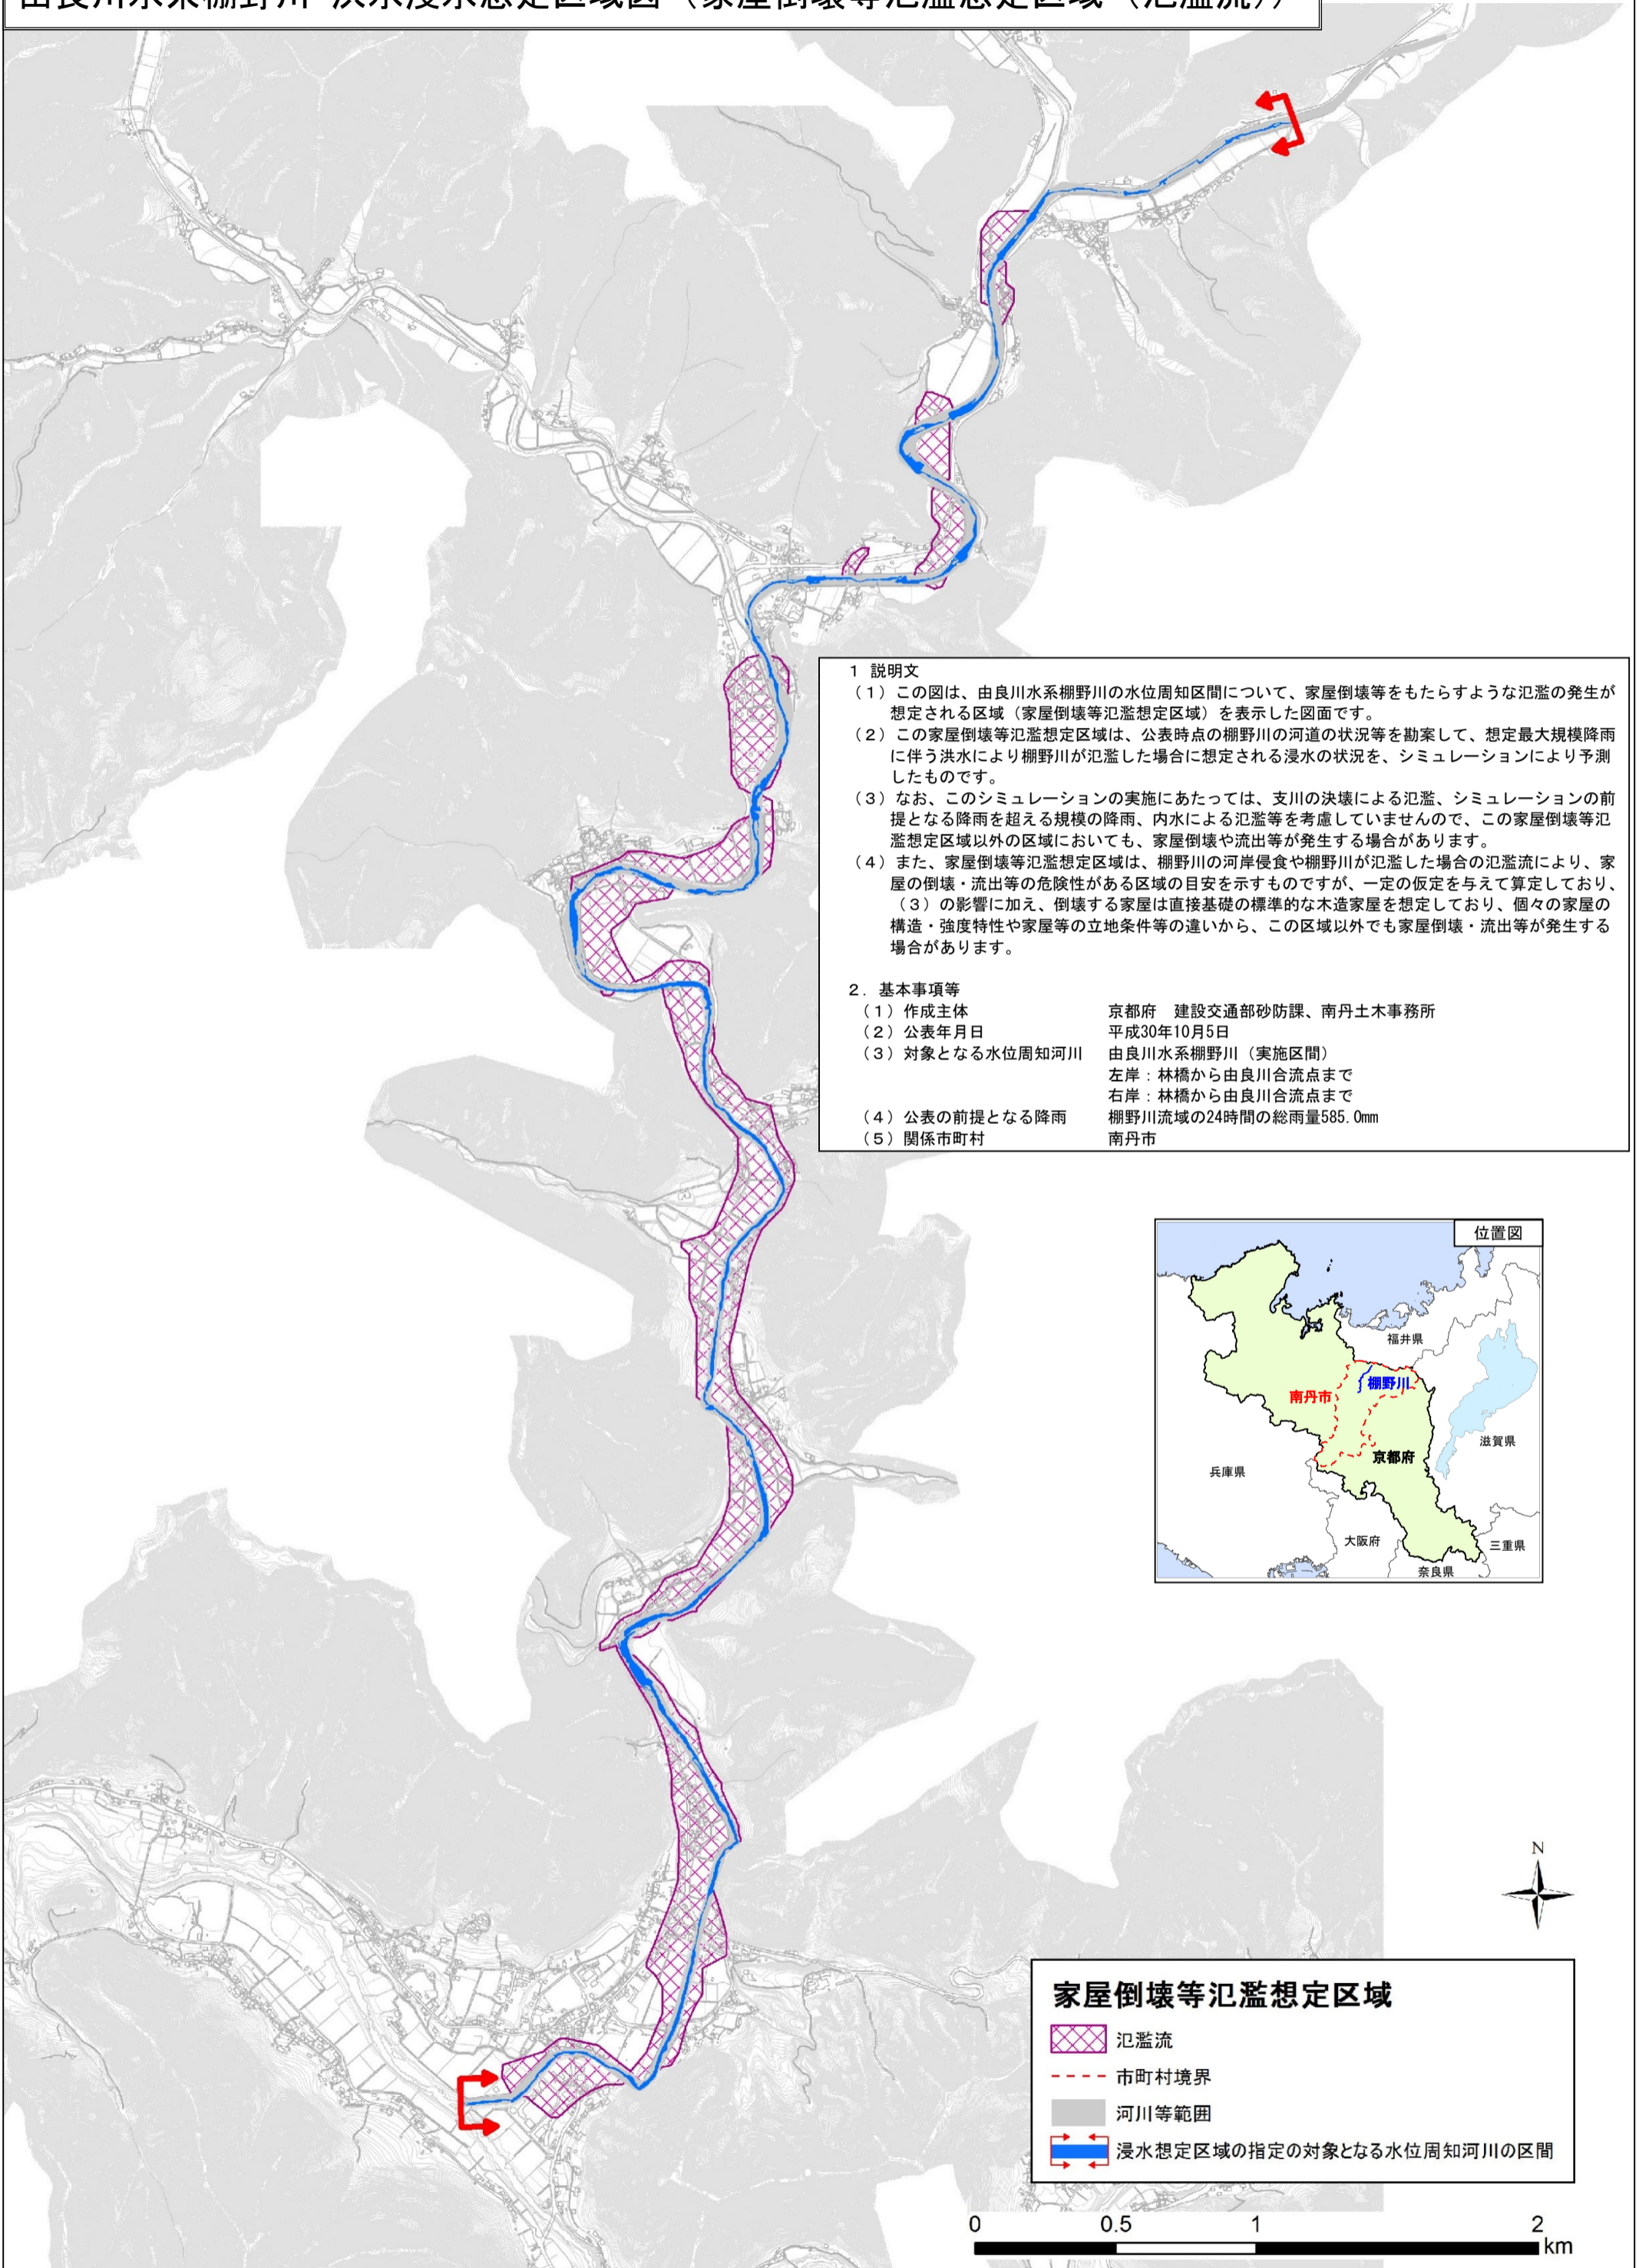 由良川水系棚野川 洪水浸水想定区域図（家屋倒壊等氾濫想定区域（氾濫流））
1 説明文
（1）この図は、由良川水系棚野川の水位周知区間について、家屋倒壊等をもたらすような氾濫の発生が
想定される区域（家屋倒壊等氾濫想定区域）を表示した図面です。
（2）この家屋倒壊等氾濫想定区域は、公表時点の棚野川の河道の状況等を勘案して、想定最大規模降雨
に伴う洪水により棚野川が氾濫した場合に想定される浸水の状況を、シミュレーションにより予測
したものです。
（3）なお、このシミュレーションの実施にあたっては、支川の決壊による氾濫、シミュレーションの前
提となる降雨を超える規模の降雨、内水による氾濫等を考慮していませんので、この家屋倒壊等氾
濫想定区域以外の区域においても、家屋倒壊や流出等が発生する場合があります。
（4）また、家屋倒壊等氾濫想定区域は、棚野川の河岸侵食や棚野川が氾濫した場合の氾濫流により、家
屋の倒壊・流出等の危険性がある区域の目安を示すものですが、一定の仮定を与えて算定しており、
（3）の影響に加え、倒壊する家屋は直接基礎の標準的な木造家屋を想定しており、個々の家屋の
構造・強度特性や家屋等の立地条件等の違いから、この区域以外でも家屋倒壊・流出等が発生する
場合があります。
2．基本事項等
（1）作成主体 京都府 建設交通部砂防課、南丹土木事務所
（2）公表年月日 平成30年10月5日
（3）対象となる水位周知河川 由良川水系棚野川（実施区間）
左岸：林橋から由良川合流点まで
右岸：林橋から由良川合流点まで
（4）公表の前提となる降雨 棚野川流域の24時間の総雨量585.0mm
（5）関係市町村 南丹市
位置図
福井県
棚野川
南丹市
滋賀県
京都府
兵庫県
大阪府
三重県
奈良県
N
家屋倒壊等氾濫想定区域
氾濫流
市町村境界
河川等範囲
浸水想定区域の指定の対象となる水位周知河川の区間
0 0.5 1 2
km